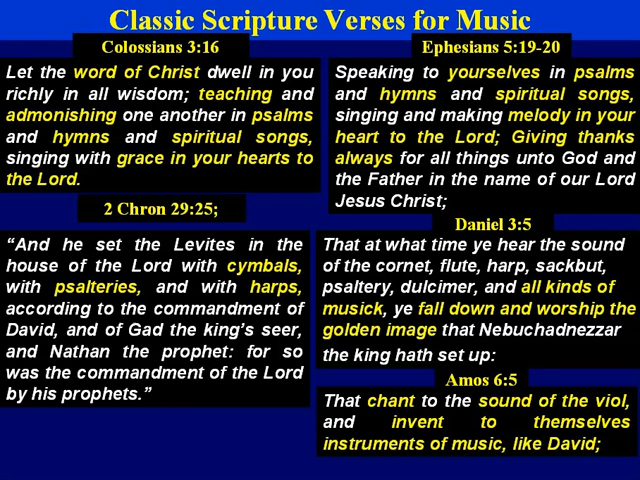 Classic Scripture Verses for Music
Colossians 3:16
Let the word of Christ dwell in you
richly in all wisdom; teaching and
admonishing one another in psalms
and hymns and spiritual songs,
singing with grace in your hearts to
the Lord.
2 Chron 29:25;
“And he set the Levites in the
house of the Lord with cymbals,
with psalteries, and with harps,
according to the commandment of
David, and of Gad the king’s seer,
and Nathan the prophet: for so
was the commandment of the Lord
by his prophets.”
Ephesians 5:19-20
Speaking to yourselves in psalms
and hymns and spiritual songs,
singing and making melody in your
heart to the Lord; Giving thanks
always for all things unto God and
the Father in the name of our Lord
Jesus Christ;
Daniel 3:5
That at what time ye hear the sound
of the cornet, flute, harp, sackbut,
psaltery, dulcimer, and all kinds of
musick, ye fall down and worship the
golden image that Nebuchadnezzar
the king hath set up:
Amos 6:5
That chant to the sound of the viol,
and invent to themselves
instruments of music, like David;